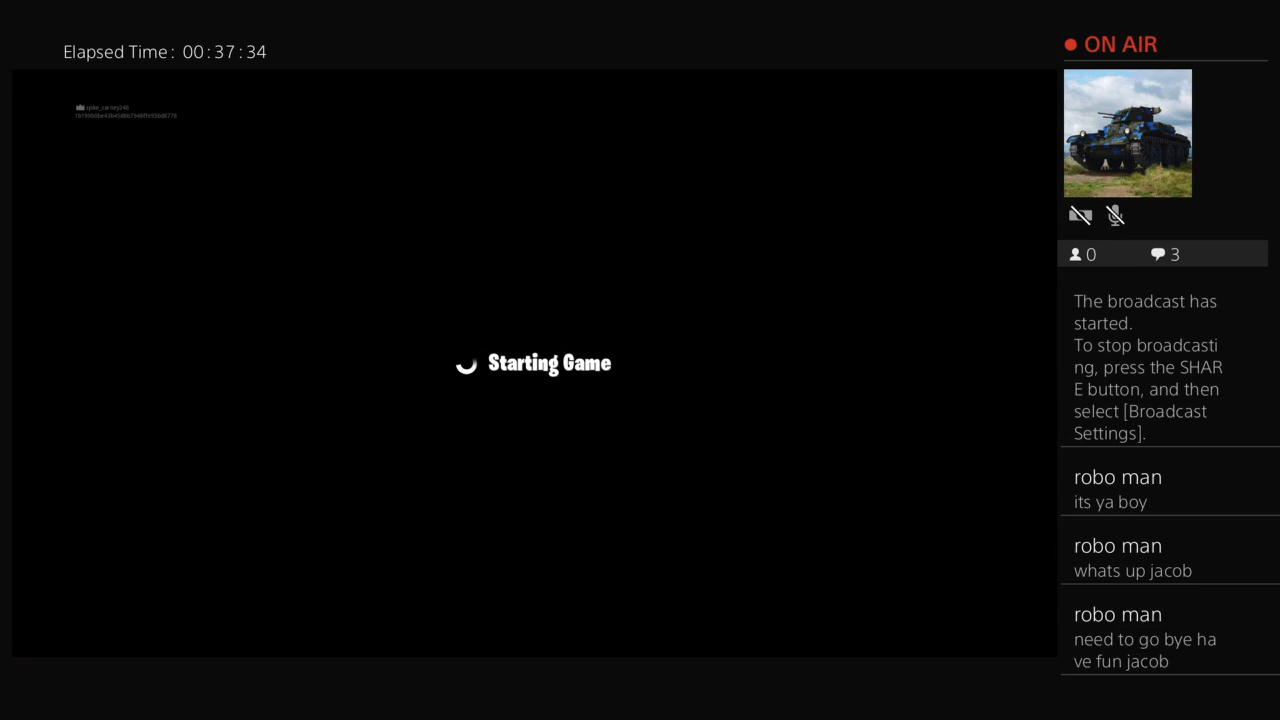 Elapsed Time: 00:37:34
ON AIR
0 3
Starting Game
The broadcast has
started.
To stop broadcasti
ng, press the SHAR
E button, and then
select [Broadcast
Settings].
robo man
its ya boy
robo man
whats up jacob
robo man
need to go bye ha
ve fun jacob